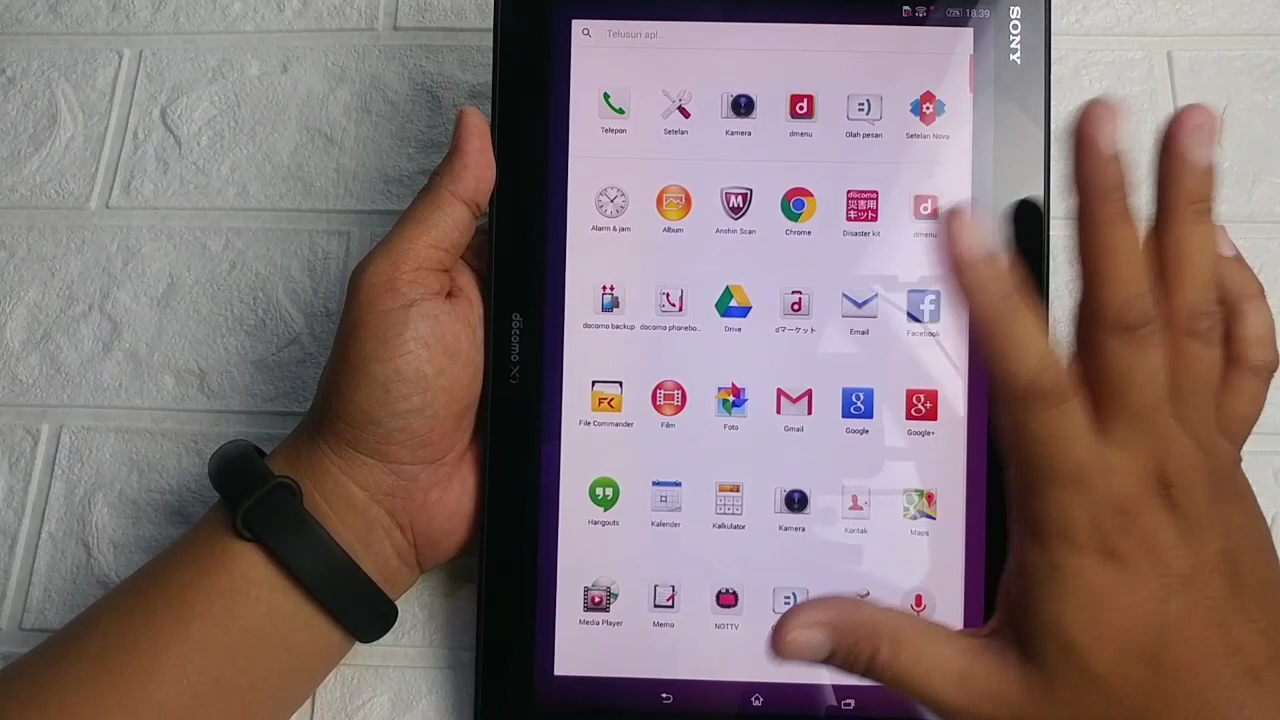 72% 18.39
SONY
Telusuri apl...
Telepon Setelan Kamera dmenu Olah pesan Setelan Nova
docomo
災害用
キット
Alarm & jam Album Anshin Scan Chrome Disaster kit dmenu
docomo backup docomo phonebo.. Drive dマーケット Email Facebook
File Commander Film Foto Gmail Google Google+
Hangouts Kalender Kalkulator Kamera Kontak Maps
Media Player Memo NOTTV
docomo Xi